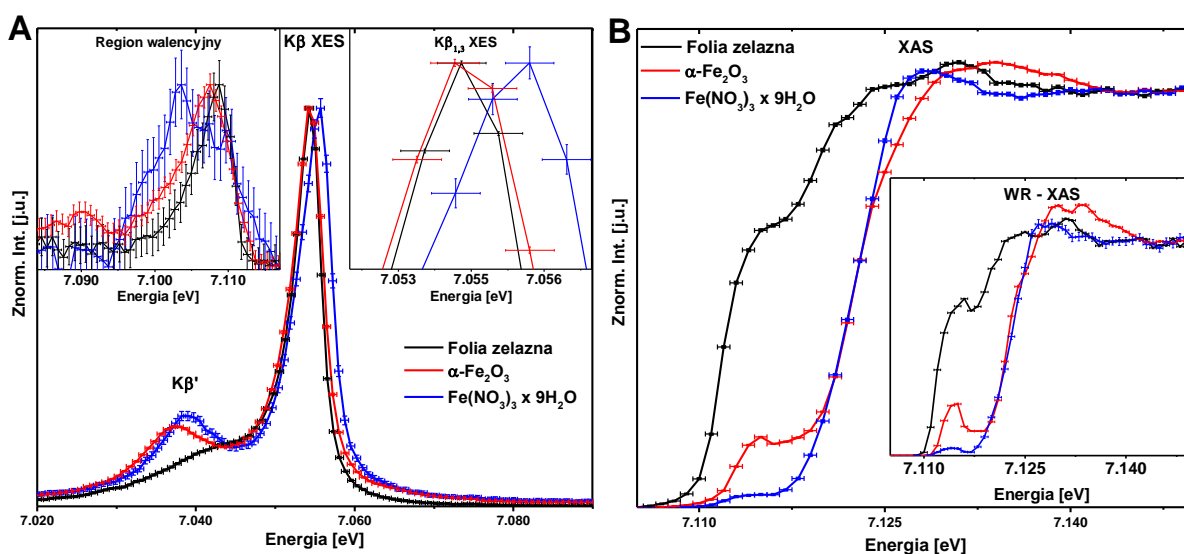 A
Region walencyjny
Kβ XES
Kβ1,3 XES
7.090
7.100
7.110
Energia [eV]
7.053
7.055
7.056
Energia [eV]
Folia zelazna
α-Fe2O3
Fe(NO3)3 x 9H2O
Kβ'
Znorm. Int. [j.u.]
7.020
7.040
7.060
7.080
Energia [eV]
B
XAS
Folia zelazna
α-Fe2O3
Fe(NO3)3 x 9H2O
WR - XAS
7.110
7.125
7.140
Energia [eV]
Znorm. Int. [j.u.]
7.110
7.125
7.140
Energia [eV]